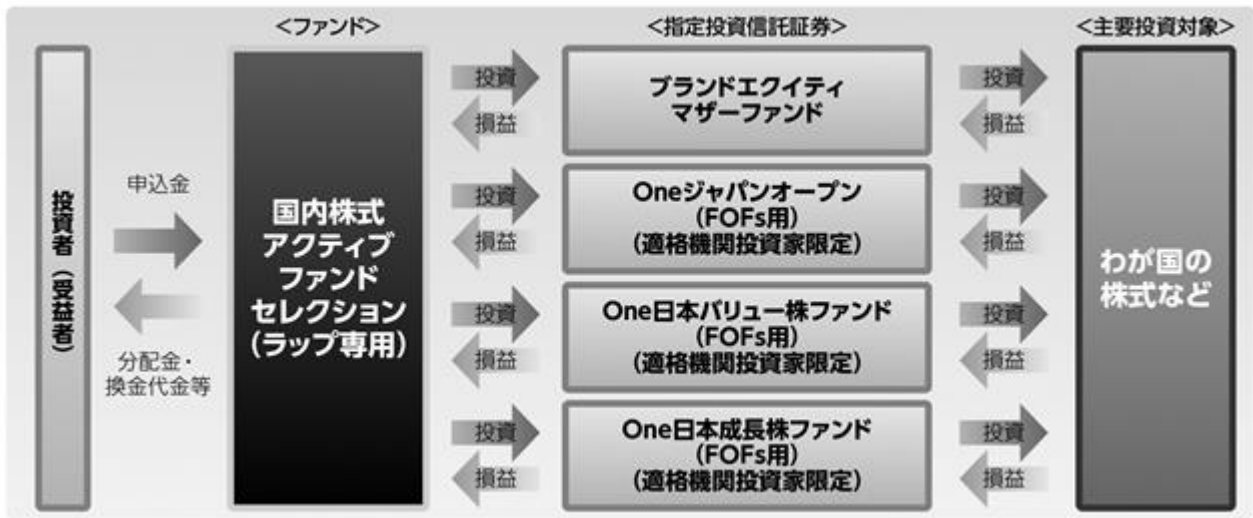 <ファンド>
<指定投資信託証券>
<主要投資対象>
投資者（受益者）
申込金
分配金・
換金代金等
国内株式
アクティブ
ファンド
セレクション
（ラップ専用）
投資
損益
ブランドエクイティ
マザーファンド
投資
損益
投資
損益
Oneジャパンオープン
（FOFs用）
（適格機関投資家限定）
投資
損益
投資
損益
One日本バリュー株ファンド
（FOFs用）
（適格機関投資家限定）
投資
損益
投資
損益
One日本成長株ファンド
（FOFs用）
（適格機関投資家限定）
投資
損益
わが国の
株式など